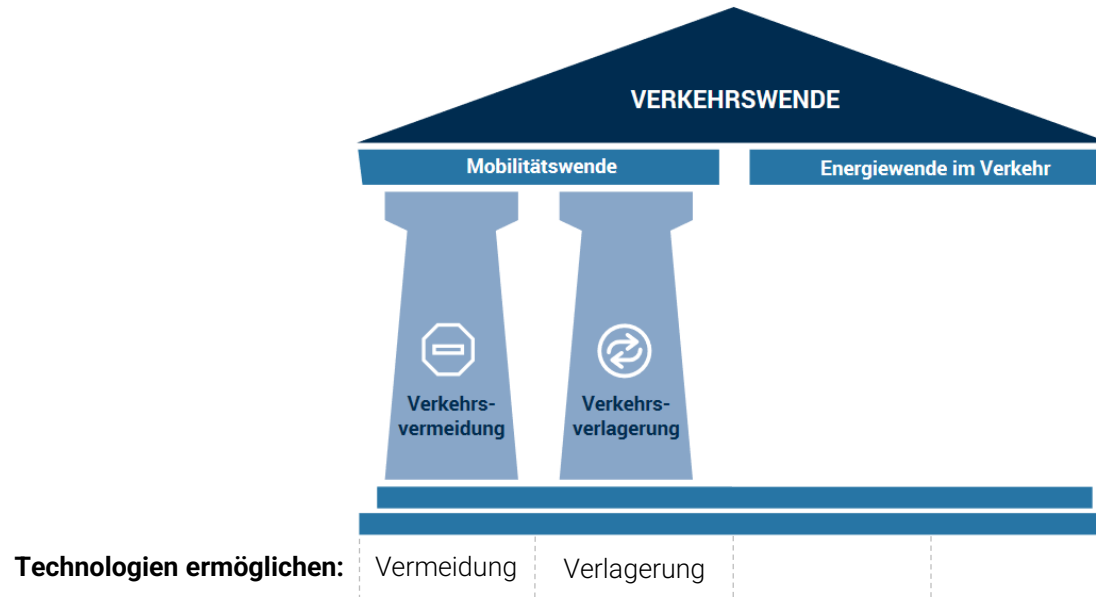 VERKEHRSWENDE
Mobilitätswende
Energiewende im Verkehr
Verkehrs-
vermeidung
Verkehrs-
verlagerung
Technologien ermöglichen:
Vermeidung
Verlagerung